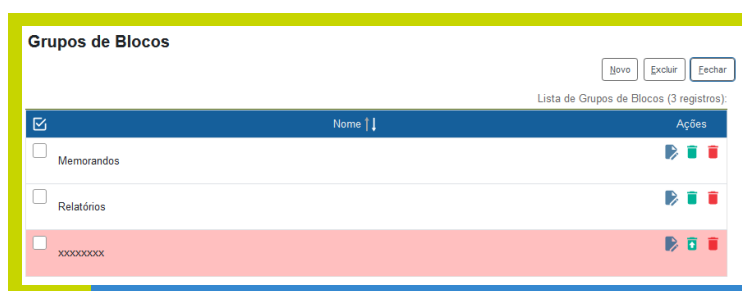 Grupos de Blocos
Novo Excluir Fechar
Lista de Grupos de Blocos (3 registros):
Nome Ações
Memorandos
Relatórios
xxxxxxxx